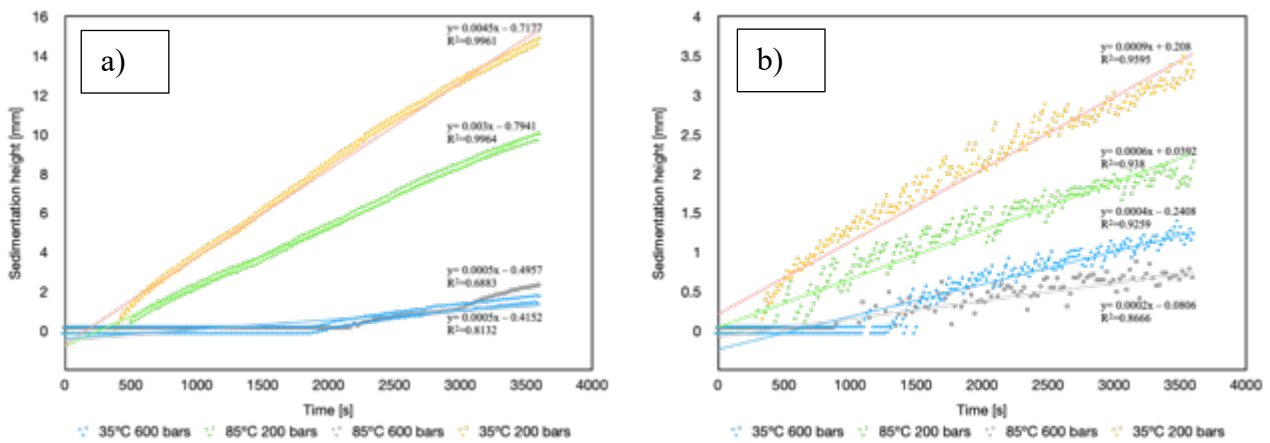 a)
Sedimentation height [mm]
16
14
12
10
8
6
4
2
0
y= 0.0045x − 0.7177
R²=0.9961
y= 0.003x − 0.7941
R²=0.9964
y= 0.0005x − 0.4957
R²=0.6883
y= 0.0005x − 0.4152
R²=0.8132
0 500 1000 1500 2000 2500 3000 3500 4000
Time [s]
35ºC 600 bars 85ºC 200 bars 85ºC 600 bars 35ºC 200 bars
b)
Sedimentation height [mm]
4
3.5
3
2.5
2
1.5
1
0.5
0
y= 0.0009x + 0.208
R²=0.9595
y= 0.0006x + 0.0392
R²=0.938
y= 0.0004x − 0.2408
R²=0.9259
y= 0.0002x − 0.0806
R²=0.8666
0 500 1000 1500 2000 2500 3000 3500 4000
Time [s]
35ºC 600 bars 85ºC 200 bars 85ºC 600 bars 35ºC 200 bars